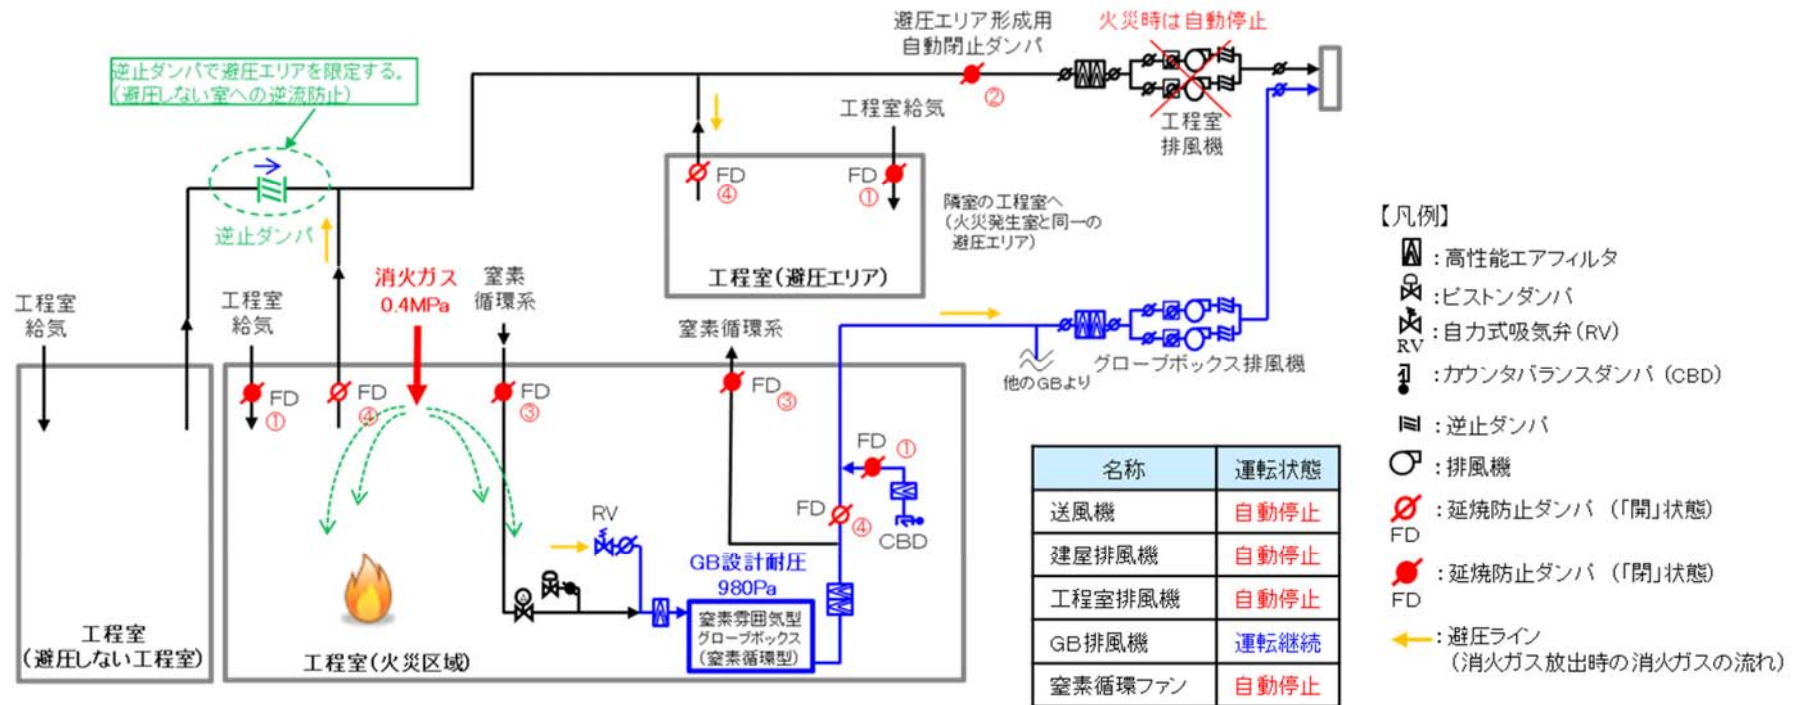 避圧エリア形成用
自動閉止ダンパ
②
火災時は自動停止
工程室
排風機
逆止ダンパで避圧エリアを限定する。
(避圧しない室への逆流防止)
逆止ダンパ
工程室給気
FD
④
FD
①
工程室(避圧エリア)
隣室の工程室へ
(火災発生室と同一の
避圧エリア)
工程室
給気
工程室
(避圧しない工程室)
工程室
給気
FD
①
FD
④
消火ガス
0.4MPa
窒素
循環系
FD
③
窒素循環系
FD
③
FD
①
FD
④
CBD
RV
GB設計耐圧
980Pa
窒素雰囲気型
グローブボックス
(窒素循環型)
工程室(火災区域)
他のGBより
グローブボックス排風機
名称 運転状態
送風機 自動停止
建屋排風機 自動停止
工程室排風機 自動停止
GB排風機 運転継続
窒素循環ファン 自動停止
【凡例】
:高性能エアフィルタ
:ピストンダンパ
RV :自力式吸気弁(RV)
:カウンタバランスダンパ (CBD)
:逆止ダンパ
:排風機
FD :延焼防止ダンパ (「開」状態)
FD :延焼防止ダンパ (「閉」状態)
:避圧ライン
(消火ガス放出時の消火ガスの流れ)